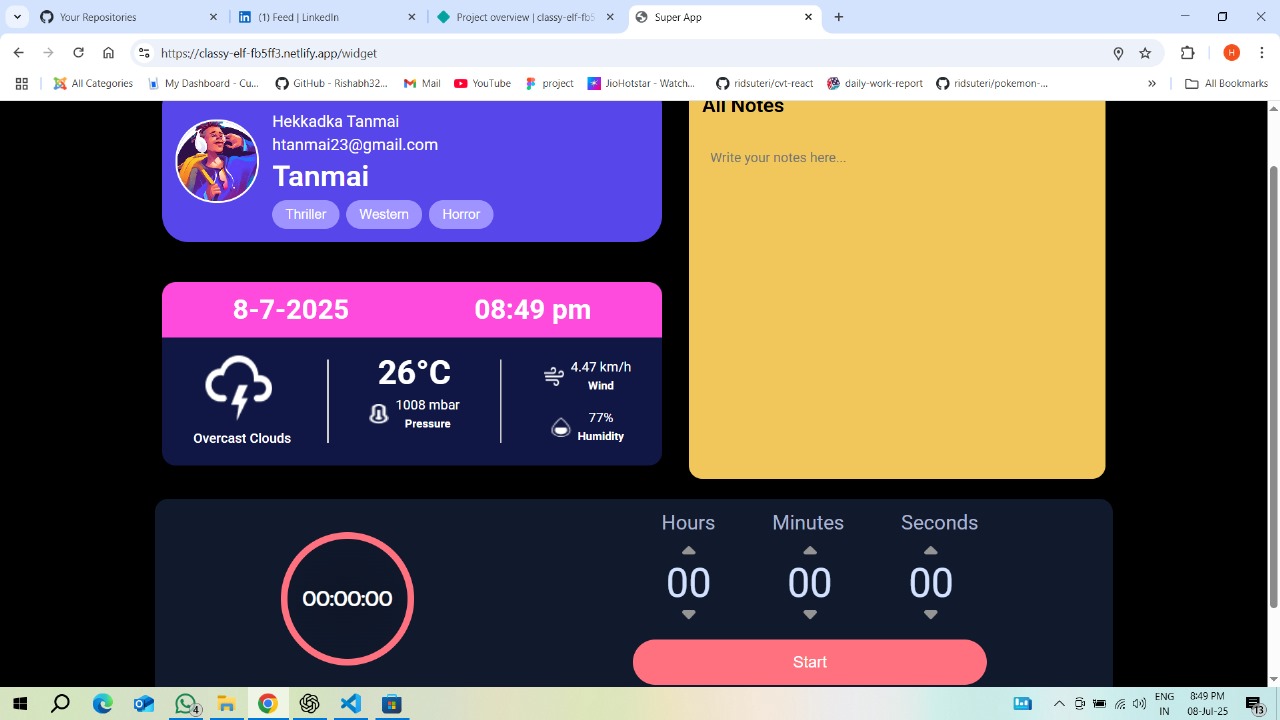 Your Repositories
(1) Feed | LinkedIn
Project overview | classy-elf-fb5
Super App
https://classy-elf-fb5ff3.netlify.app/widget
H
All Categories
My Dashboard - Cu...
GitHub - Rishabh32...
Mail
YouTube
project
JioHotstar - Watch...
ridsuteri/cvt-react
daily-work-report
ridsuteri/pokemon-...
»
All Bookmarks
Hekkadka Tanmai
htanmai23@gmail.com
Tanmai
Thriller
Western
Horror
All Notes
Write your notes here...
8-7-2025
08:49 pm
Overcast Clouds
26°C
1008 mbar
Pressure
4.47 km/h
Wind
77%
Humidity
00:00:00
Hours
Minutes
Seconds
00
00
00
Start
4
ENG
IN
8:49 PM
08-Jul-25
13